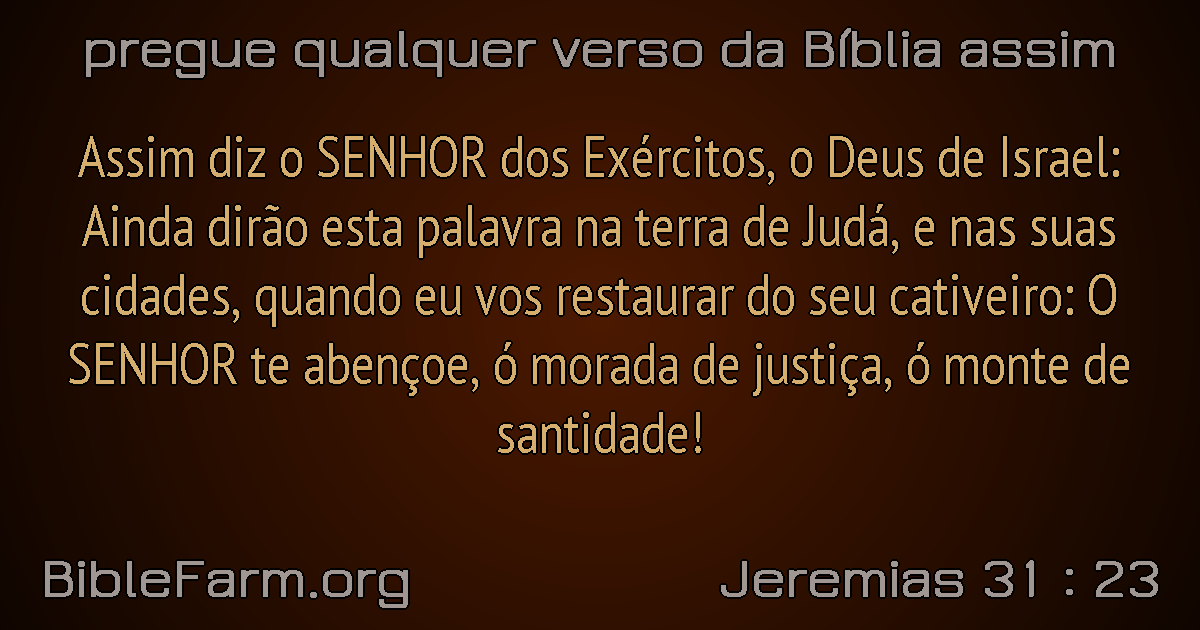 pregue qualquer verso da Bíblia assim
Assim diz o SENHOR dos Exércitos, o Deus de Israel:
Ainda dirão esta palavra na terra de Judá, e nas suas
cidades, quando eu vos restaurar do seu cativeiro: O
SENHOR te abençoe, ó morada de justiça, ó monte de
santidade!
BibleFarm.org
Jeremias 31 : 23